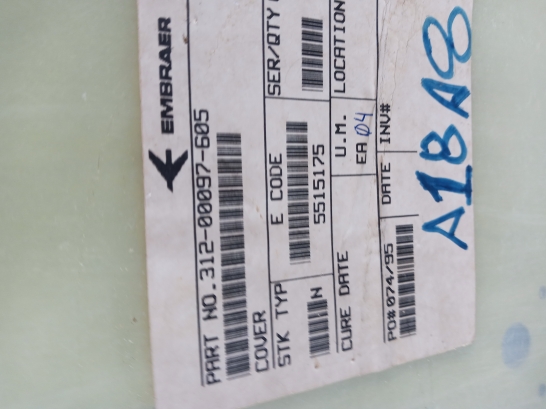 EMBRAER
PART NO. 312-00097-605
COVER
STK TYP
N
E CODE
5515175
SER/QTY
CURE DATE
U.M.
EA 04
LOCATION
PO# 074/95
DATE
INV#
A18A8